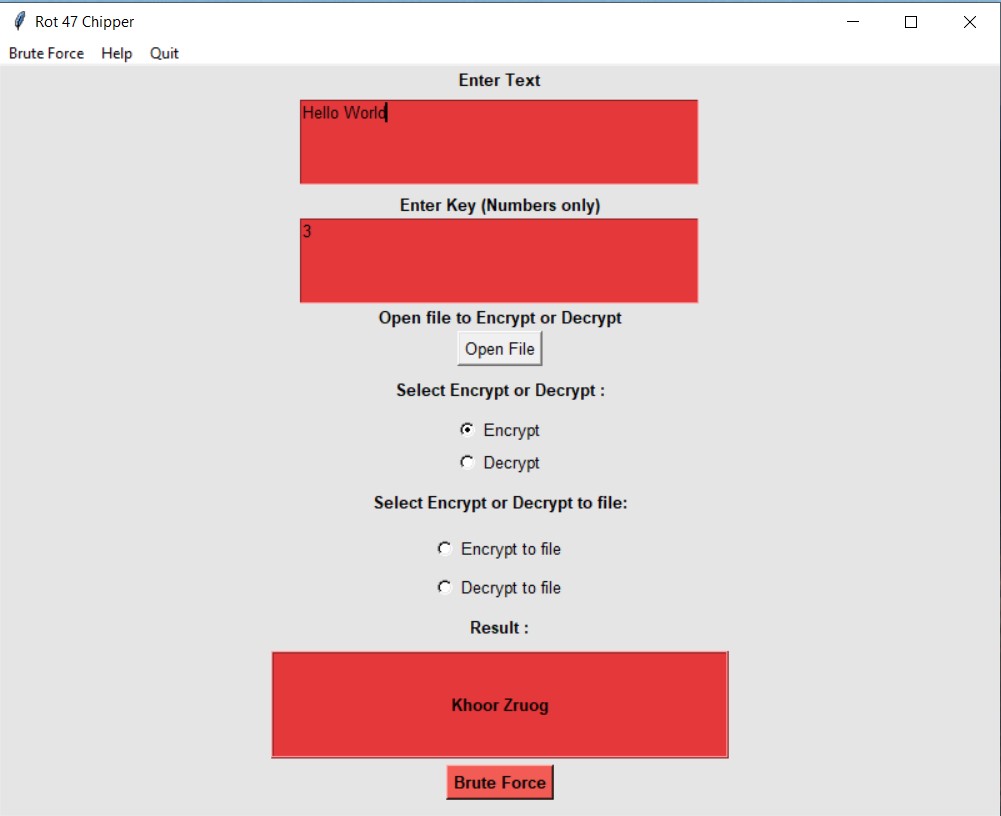 Rot 47 Chipper
Brute Force Help Quit
Enter Text
Hello World
Enter Key (Numbers only)
3
Open file to Encrypt or Decrypt
Open File
Select Encrypt or Decrypt :
Encrypt
Decrypt
Select Encrypt or Decrypt to file:
Encrypt to file
Decrypt to file
Result :
Khoor Zruog
Brute Force